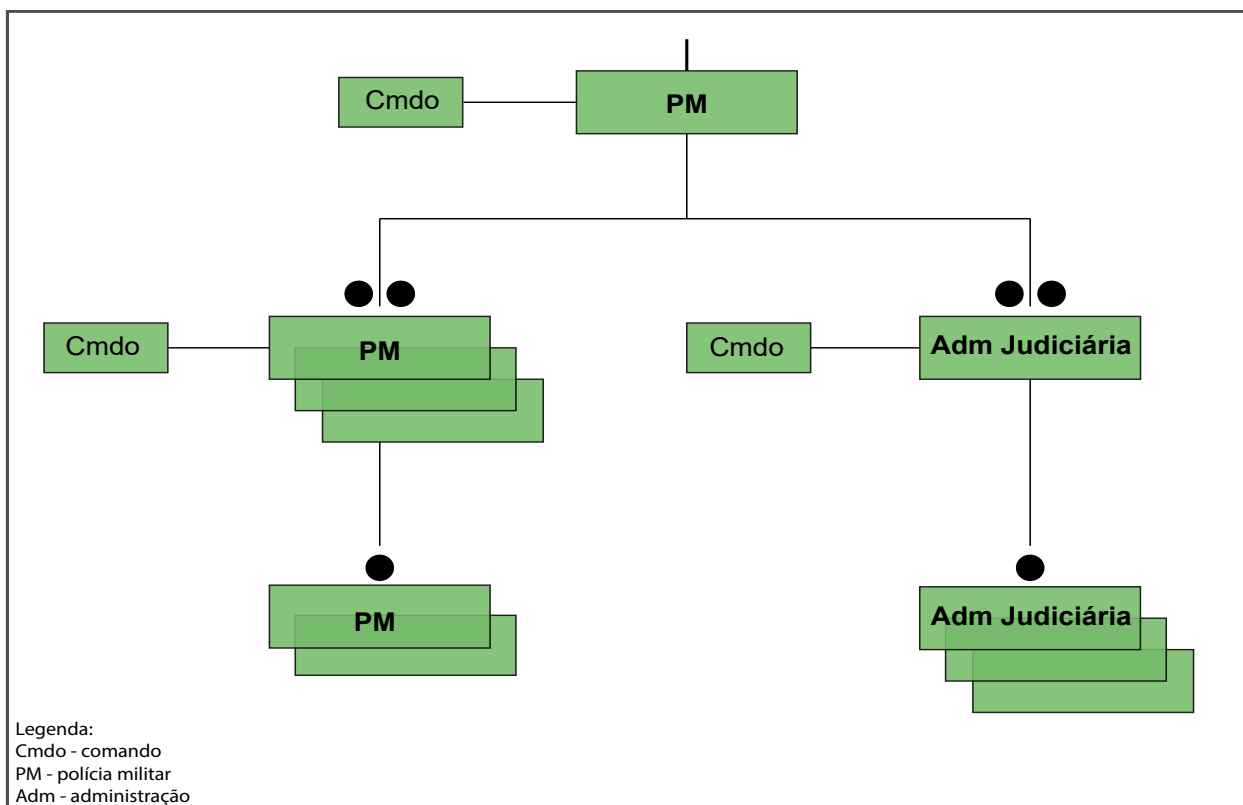 Cmdo
PM
Cmdo
PM
Cmdo
Adm Judiciária
PM
Adm Judiciária
Legenda:
Cmdo - comando
PM - polícia militar
Adm - administração